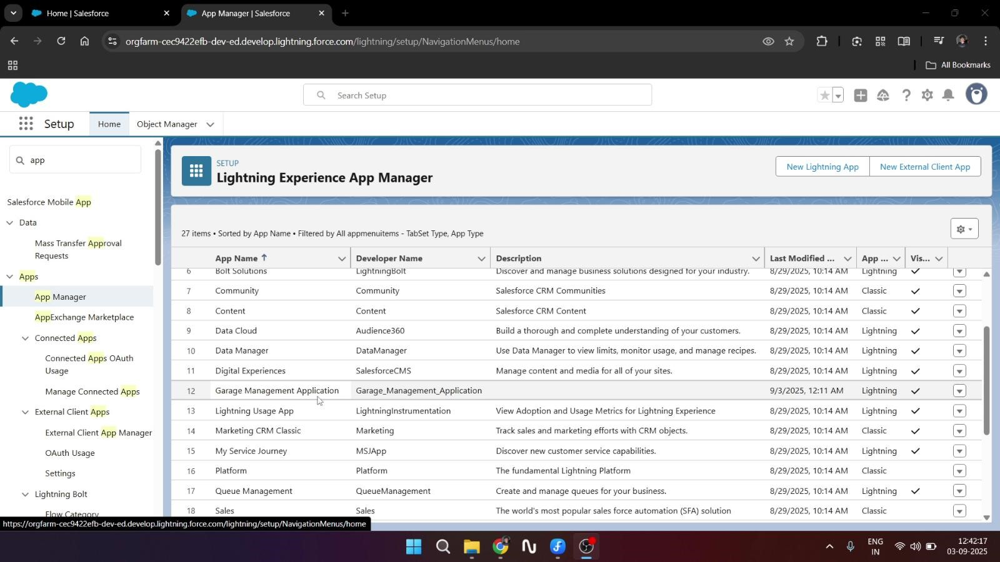 Home | Salesforce
App Manager | Salesforce
orgfarm-cec9422efb-dev-ed.develop.lightning.force.com/lightning/setup/NavigationMenus/home
All Bookmarks
Search Setup
Setup
Home
Object Manager
app
Salesforce Mobile App
Data
Mass Transfer Approval
Requests
Apps
App Manager
AppExchange Marketplace
Connected Apps
Connected Apps OAuth
Usage
Manage Connected Apps
External Client Apps
External Client App Manager
OAuth Usage
Settings
Lightning Bolt
Flow Category
SETUP
Lightning Experience App Manager
New Lightning App
New External Client App
27 items • Sorted by App Name • Filtered by All appmenuitems - TabSet Type, App Type
App Name Developer Name Description Last Modified ... App ... Vis...
6 Bolt Solutions LightningBolt Discover and manage business solutions designed for your industry. 8/29/2025, 10:14 AM Lightning
7 Community Community Salesforce CRM Communities 8/29/2025, 10:14 AM Classic
8 Content Content Salesforce CRM Content 8/29/2025, 10:14 AM Classic
9 Data Cloud Audience360 Build a thorough and complete understanding of your customers. 8/29/2025, 10:14 AM Lightning
10 Data Manager DataManager Use Data Manager to view limits, monitor usage, and manage recipes. 8/29/2025, 10:14 AM Lightning
11 Digital Experiences SalesforceCMS Manage content and media for all of your sites. 8/29/2025, 10:14 AM Lightning
12 Garage Management Application Garage_Management_Application 9/3/2025, 12:11 AM Lightning
13 Lightning Usage App LightningInstrumentation View Adoption and Usage Metrics for Lightning Experience 8/29/2025, 10:14 AM Lightning
14 Marketing CRM Classic Marketing Track sales and marketing efforts with CRM objects. 8/29/2025, 10:14 AM Classic
15 My Service Journey MSJApp Discover new customer service capabilities. 8/29/2025, 10:14 AM Lightning
16 Platform Platform The fundamental Lightning Platform 8/29/2025, 10:14 AM Classic
17 Queue Management QueueManagement Create and manage queues for your business. 8/29/2025, 10:14 AM Lightning
18 Sales Sales The world's most popular sales force automation (SFA) solution 8/29/2025, 10:14 AM Classic
https://orgfarm-cec9422efb-dev-ed.develop.lightning.force.com/lightning/setup/NavigationMenus/home
ENG
IN
12:42:17
03-09-2025